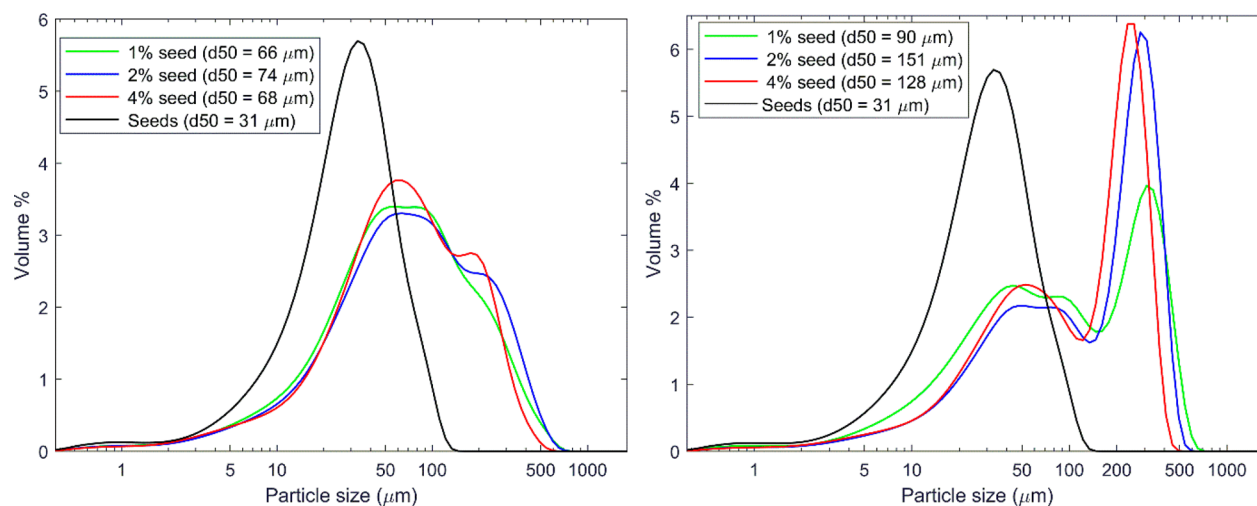 6
5
4
3
2
1
0
Volume %
1% seed (d50 = 66 μm)
2% seed (d50 = 74 μm)
4% seed (d50 = 68 μm)
Seeds (d50 = 31 μm)
1 5 10 50 100 500 1000
Particle size (μm)
6
5
4
3
2
1
0
Volume %
1% seed (d50 = 90 μm)
2% seed (d50 = 151 μm)
4% seed (d50 = 128 μm)
Seeds (d50 = 31 μm)
1 5 10 50 100 200 500 1000
Particle size (μm)